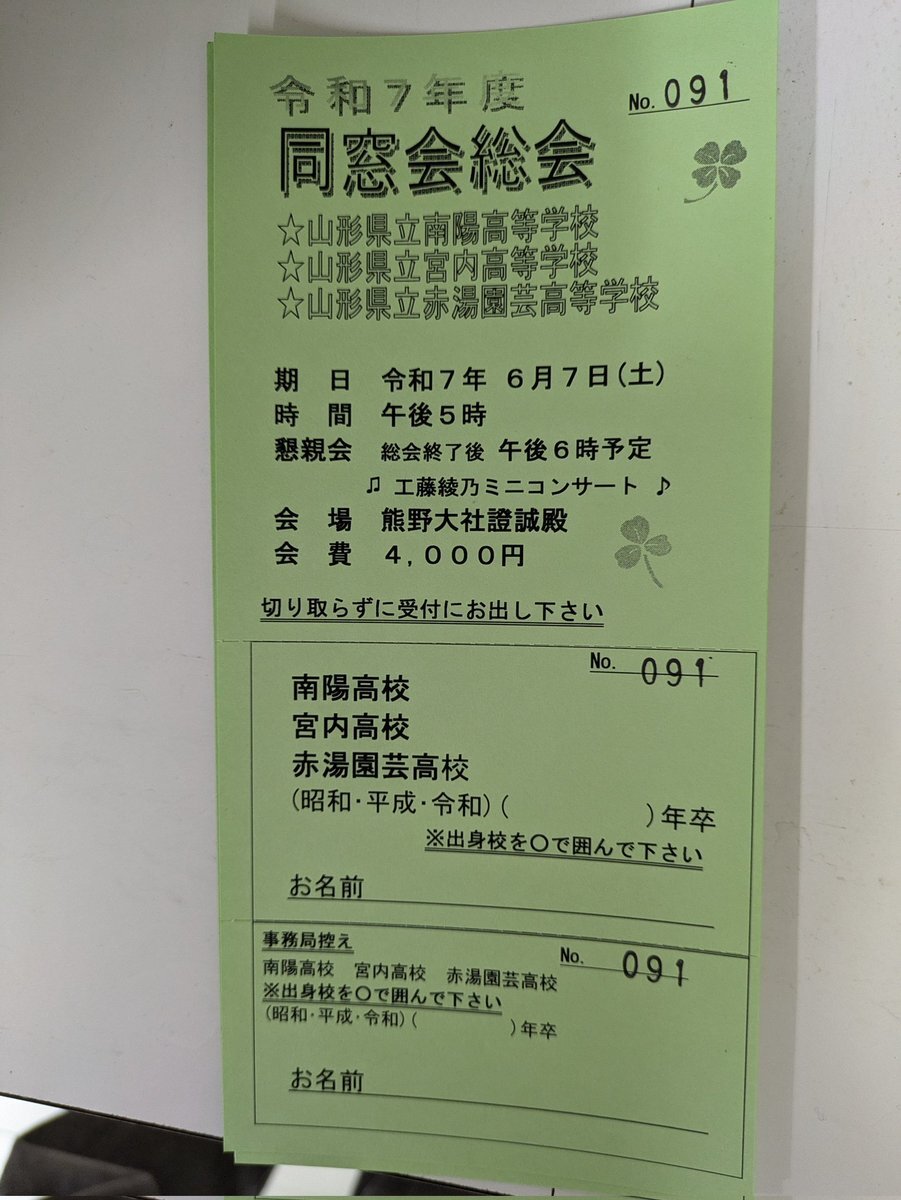 令和7年度
No. 091
同窓会総会
☆山形県立南陽高等学校
☆山形県立宮内高等学校
☆山形県立赤湯園芸高等学校
期 日 令和7年 6月7日(土)
時 間 午後5時
懇親会 総会終了後 午後6時予定
♫ 工藤綾乃ミニコンサート ♪
会 場 熊野大社證誠殿
会 費 4,000円
切り取らずに受付にお出し下さい
No. 091
南陽高校
宮内高校
赤湯園芸高校
(昭和・平成・令和) ( )年卒
※出身校を○で囲んで下さい
お名前
事務局控え
No. 091
南陽高校 宮内高校 赤湯園芸高校
※出身校を○で囲んで下さい
(昭和・平成・令和) ( )年卒
お名前